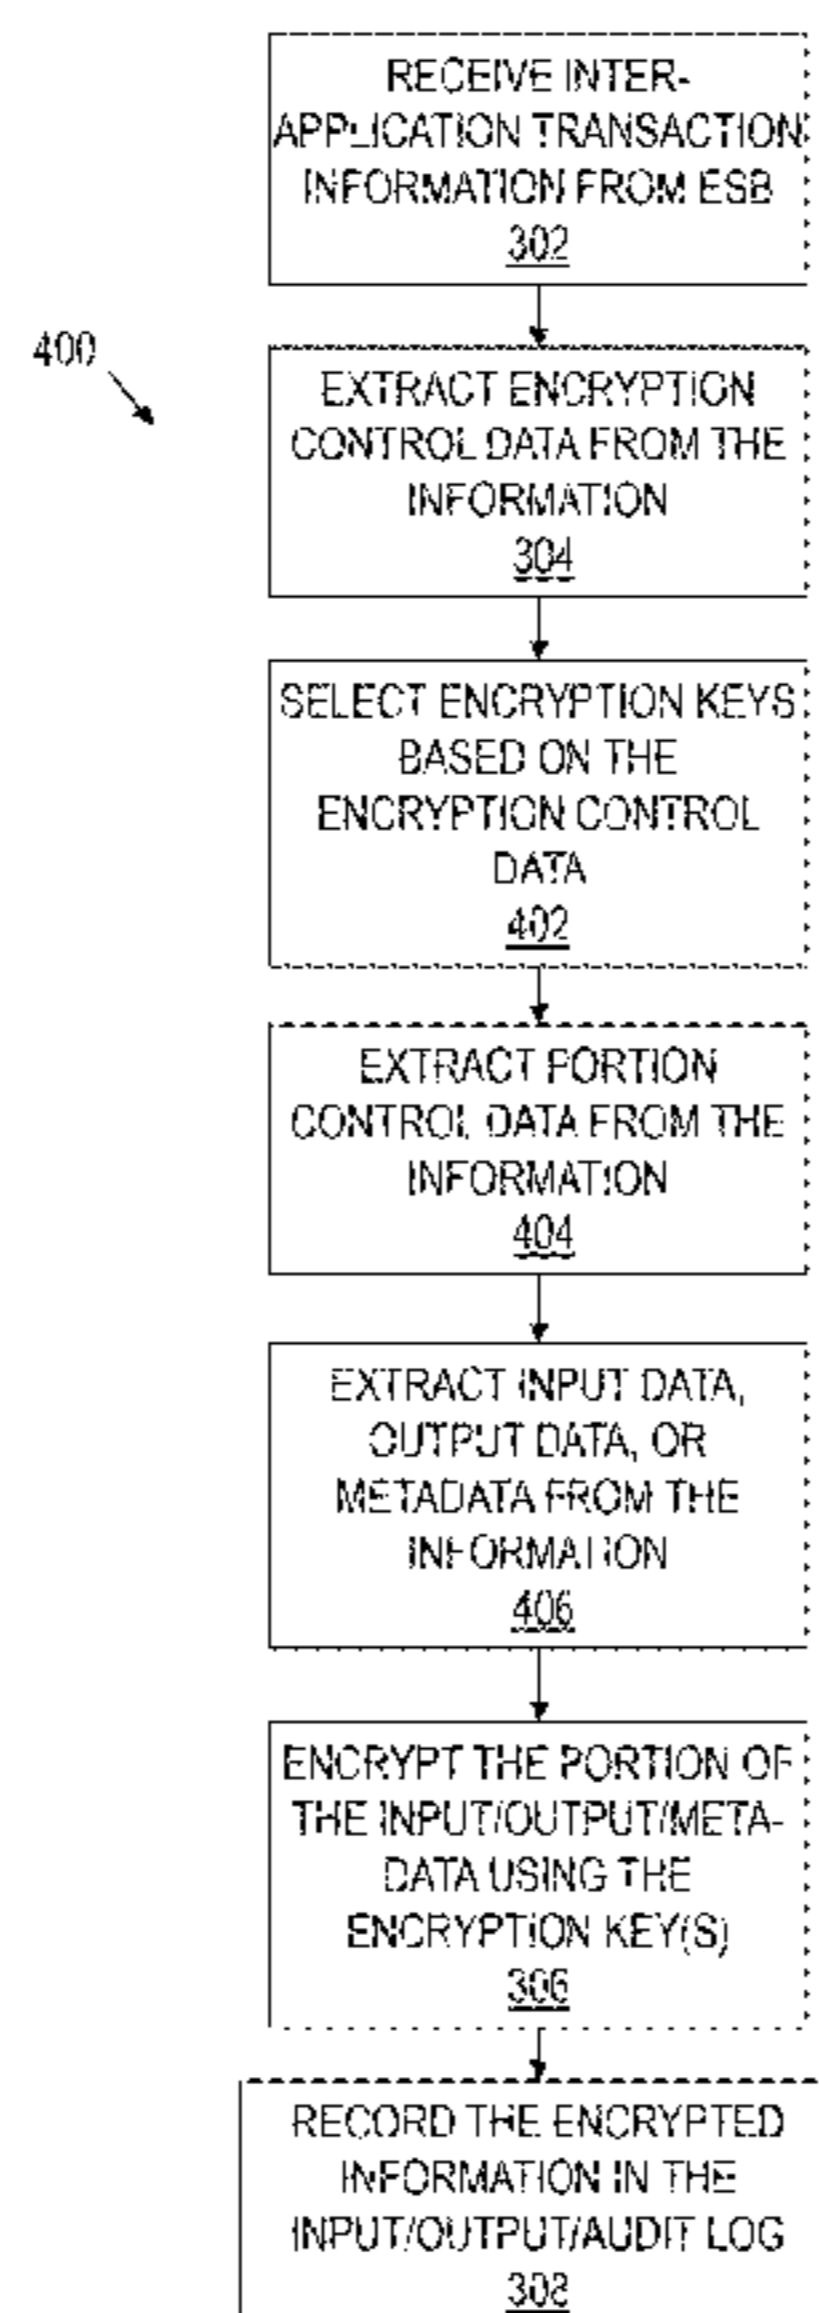 RECEIVE INTER-
APPLICATION TRANSACTION
INFORMATION FROM ESB
302
400
EXTRACT ENCRYPTION
CONTROL DATA FROM THE
INFORMATION
304
SELECT ENCRYPTION KEYS
BASED ON THE
ENCRYPTION CONTROL
DATA
402
EXTRACT PORTION
CONTROL DATA FROM THE
INFORMATION
404
EXTRACT INPUT DATA,
OUTPUT DATA, OR
METADATA FROM THE
INFORMATION
406
ENCRYPT THE PORTION OF
THE INPUT/OUTPUT/META-
DATA USING THE
ENCRYPTION KEY(S)
306
RECORD THE ENCRYPTED
INFORMATION IN THE
INPUT/OUTPUT/AUDIT LOG
308